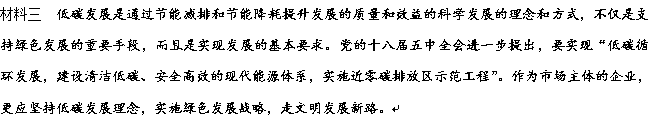 材料三　低碳发展是通过节能减排和节能降耗提升发展的质量和效益的科学发展的理念和方式，不仅是支
持绿色发展的重要手段，而且是实现发展的基本要求。党的十八届五中全会进一步提出，要实现“低碳循
环发展，建设清洁低碳、安全高效的现代能源体系，实施近零碳排放区示范工程”。作为市场主体的企业，
更应坚持低碳发展理念，实施绿色发展战略，走文明发展新路。↵